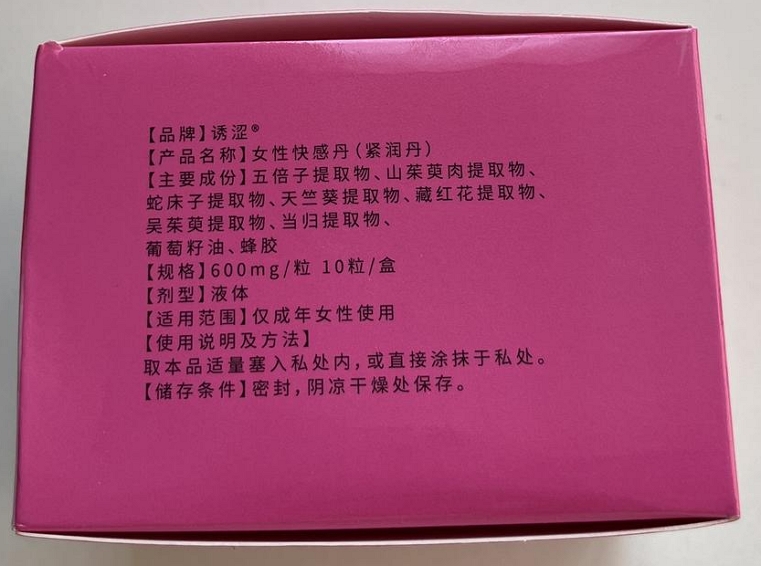 【品牌】诱涩®
【产品名称】女性快感丹(紧润丹)
【主要成份】五倍子提取物、山茱萸肉提取物、
蛇床子提取物、天竺葵提取物、藏红花提取物、
吴茱萸提取物、当归提取物、
葡萄籽油、蜂胶
【规格】600mg/粒 10粒/盒
【剂型】液体
【适用范围】仅成年女性使用
【使用说明及方法】
取本品适量塞入私处内,或直接涂抹于私处。
【储存条件】密封,阴凉干燥处保存。